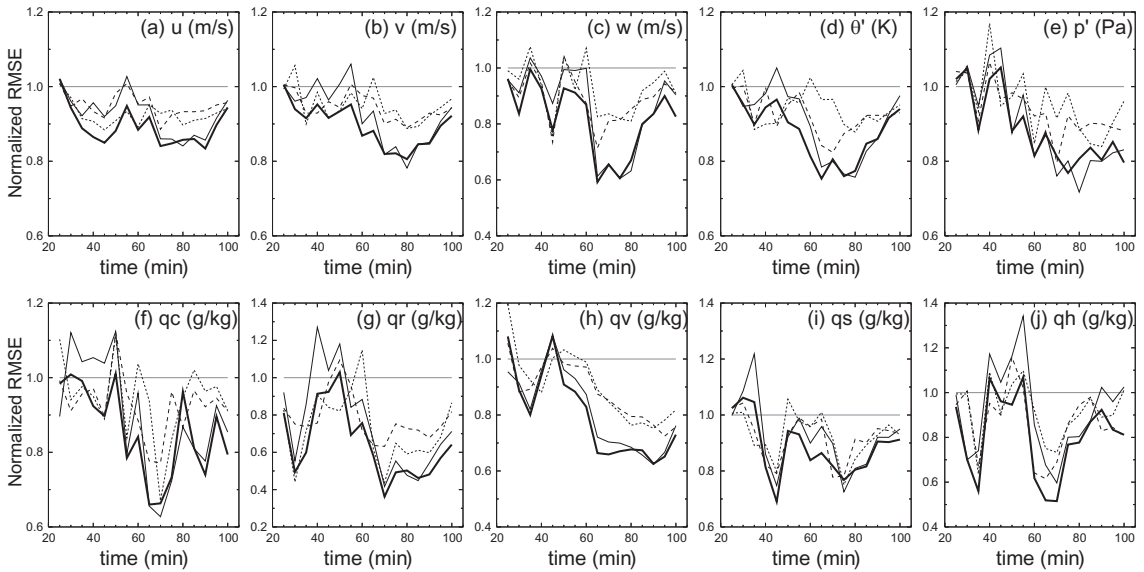 (a) u (m/s)
(b) v (m/s)
(c) w (m/s)
(d) θ' (K)
(e) p' (Pa)
Normalized RMSE
1.2
1.0
0.8
0.6
1.2
1.0
0.8
0.6
1.2
1.0
0.8
0.6
0.4
1.2
1.0
0.8
0.6
1.2
1.0
0.8
0.6
20 40 60 80 100
20 40 60 80 100
20 40 60 80 100
20 40 60 80 100
20 40 60 80 100
time (min)
time (min)
time (min)
time (min)
time (min)
(f) qc (g/kg)
(g) qr (g/kg)
(h) qv (g/kg)
(i) qs (g/kg)
(j) qh (g/kg)
Normalized RMSE
1.2
1.0
0.8
0.6
1.4
1.2
1.0
0.8
0.6
0.4
0.2
1.2
1.0
0.8
0.6
0.4
1.4
1.2
1.0
0.8
0.6
1.4
1.2
1.0
0.8
0.6
0.4
20 40 60 80 100
20 40 60 80 100
20 40 60 80 100
20 40 60 80 100
20 40 60 80 100
time (min)
time (min)
time (min)
time (min)
time (min)